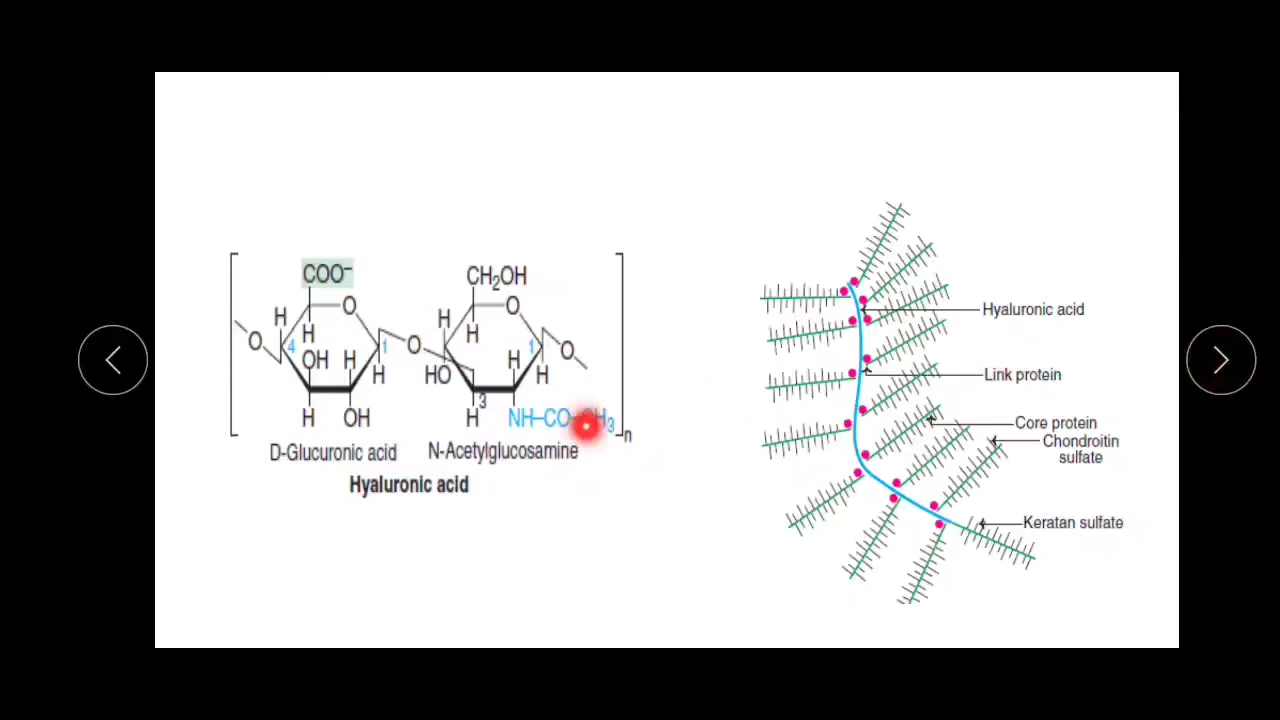 COO⁻
CH₂OH
H
O
H
O
H
H
H
O
4
1
O
1
O
OH
H
H
HO
H
H
3
H
OH
H
NH–CO–CH₃
n
D-Glucuronic acid
N-Acetylglucosamine
Hyaluronic acid
Hyaluronic acid
Link protein
Core protein
Chondroitin
sulfate
Keratan sulfate